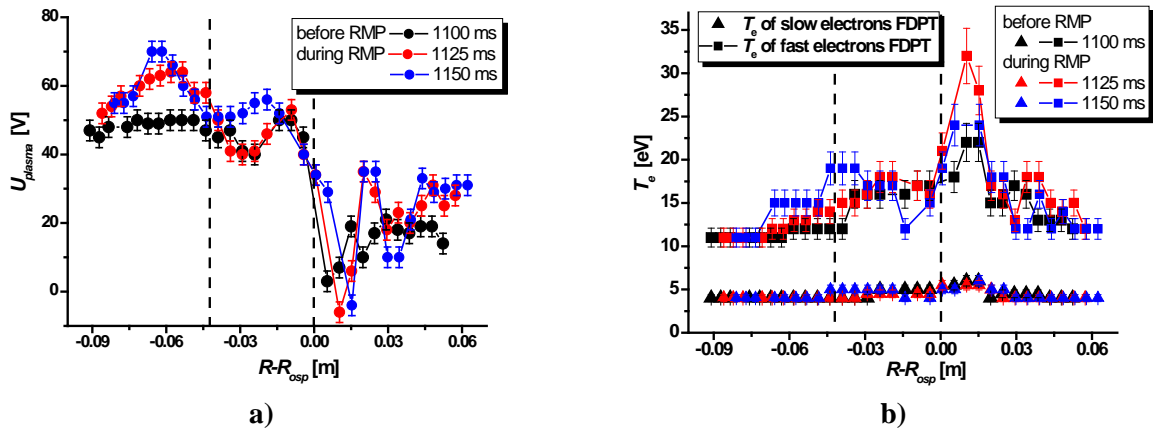 before RMP 1100 ms
during RMP 1125 ms
1150 ms
70
60
40
20
0
U_plasma [V]
-0.09 -0.06 -0.03 0.00 0.03 0.06
R-R_osp [m]
a)
T_e of slow electrons FDPT
T_e of fast electrons FDPT
before RMP
1100 ms
during RMP
1125 ms
1150 ms
35
30
25
20
15
10
5
0
T_e [eV]
-0.09 -0.06 -0.03 0.00 0.03 0.06
R-R_osp [m]
b)